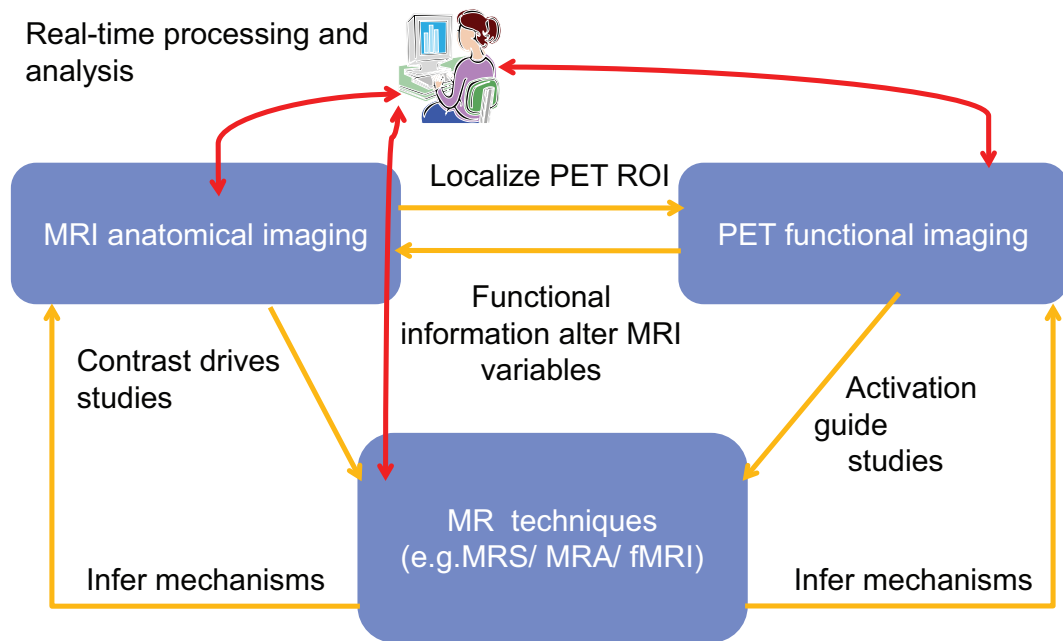 Real-time processing and
analysis
Localize PET ROI
MRI anatomical imaging
PET functional imaging
Functional
information alter MRI
variables
Contrast drives
studies
Activation
guide
studies
MR techniques
(e.g.MRS/ MRA/ fMRI)
Infer mechanisms
Infer mechanisms